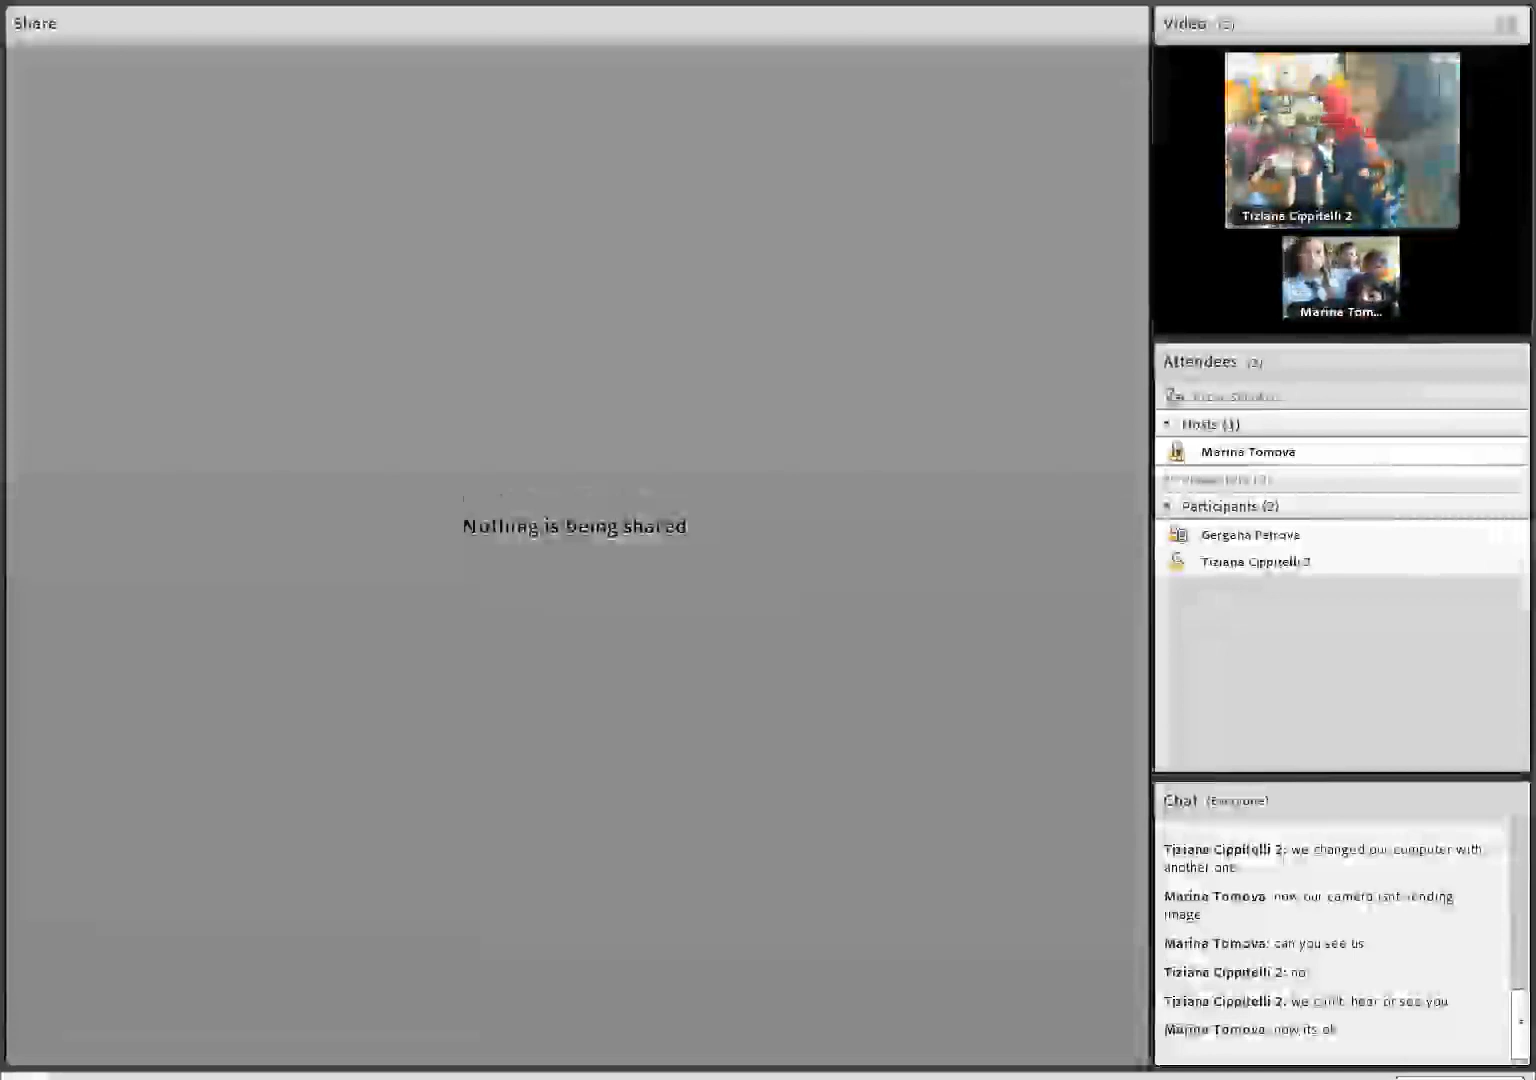 Share
Nothing is being shared
Video
Tiziana Cippitelli 2
Marina Tom...
Attendees (3)
Hosts (1)
Marina Tomova
Participants (2)
Gergana Petrova
Tiziana Cippitelli 2
Chat (Everyone)
Tiziana Cippitelli 2: we changed our computer with
another one
Marina Tomova: now our camera isnt sending
image
Marina Tomova: can you see us
Tiziana Cippitelli 2: no
Tiziana Cippitelli 2: we can't hear or see you
Marina Tomova: now its ok